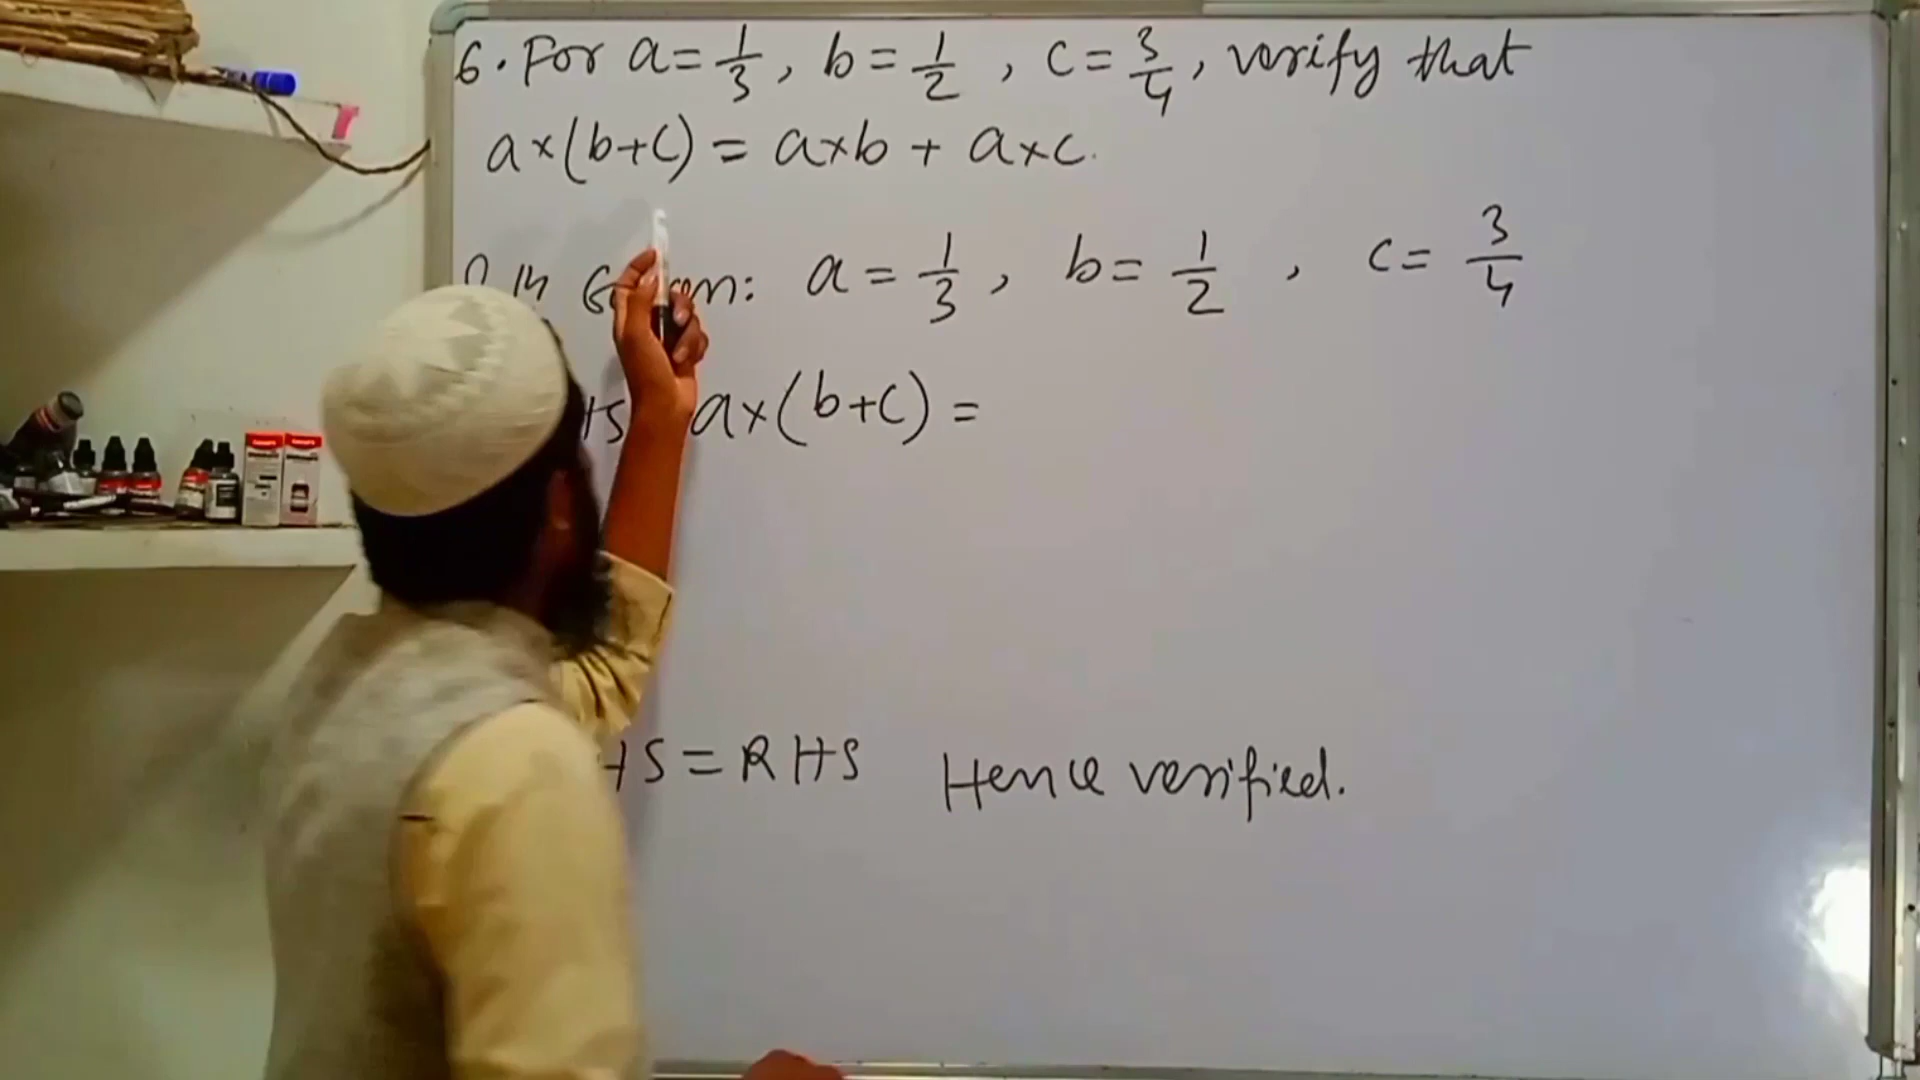 6. For a = 1/3, b = 1/2, c = 3/4, verify that
a×(b+c) = a×b + a×c.
a = 1/3, b = 1/2, c = 3/4
a×(b+c) =
HS = RHS Hence verified.